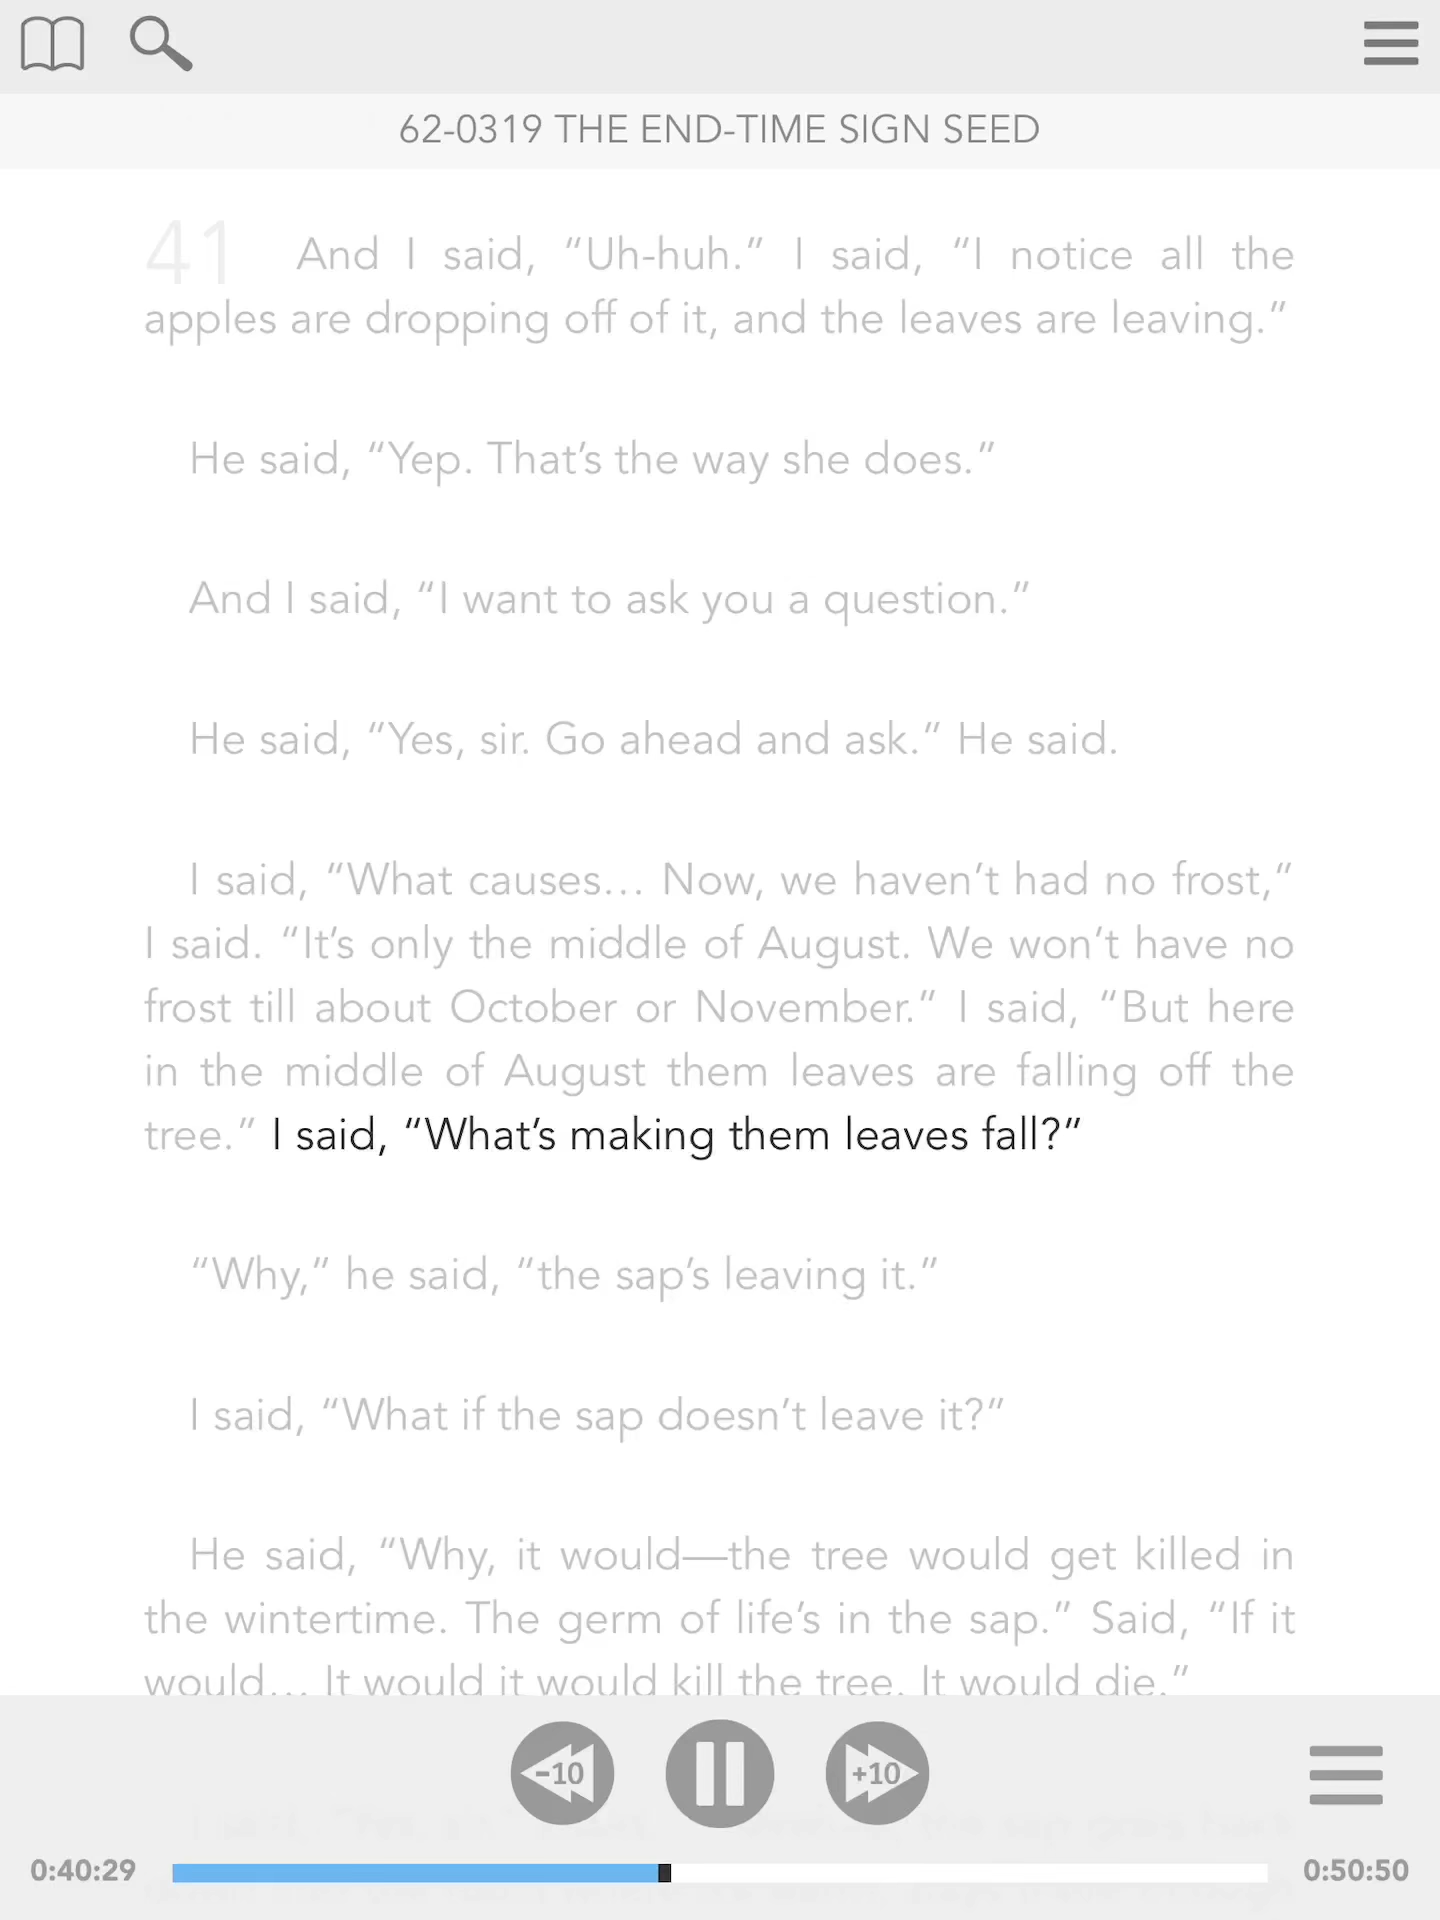 62-0319 THE END-TIME SIGN SEED
41 And I said, “Uh-huh.” I said, “I notice all the
apples are dropping off of it, and the leaves are leaving.”
He said, “Yep. That’s the way she does.”
And I said, “I want to ask you a question.”
He said, “Yes, sir. Go ahead and ask.” He said.
I said, “What causes… Now, we haven’t had no frost,”
I said. “It’s only the middle of August. We won’t have no
frost till about October or November.” I said, “But here
in the middle of August them leaves are falling off the
tree.” I said, “What’s making them leaves fall?”
“Why,” he said, “the sap’s leaving it.”
I said, “What if the sap doesn’t leave it?”
He said, “Why, it would—the tree would get killed in
the wintertime. The germ of life’s in the sap.” Said, “If it
would… It would it would kill the tree. It would die.”
-10 +10
I said, “Yes, sir.” the sap goes back
0:40:29 0:50:50